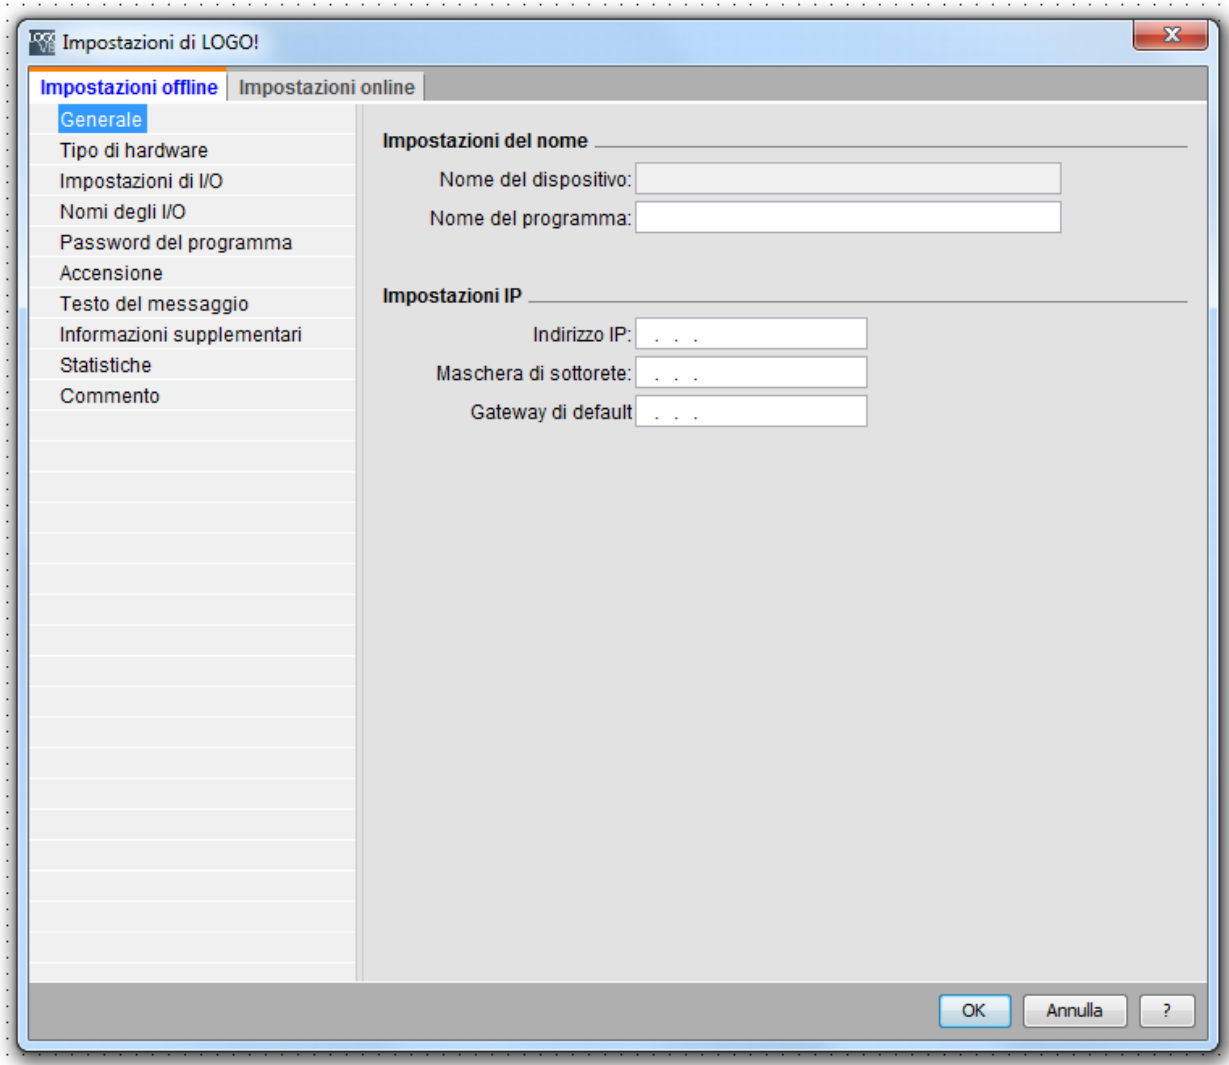 Impostazioni di LOGO!
Impostazioni offline
Impostazioni online
Generale
Tipo di hardware
Impostazioni di I/O
Nomi degli I/O
Password del programma
Accensione
Testo del messaggio
Informazioni supplementari
Statistiche
Commento
Impostazioni del nome
Nome del dispositivo:
Nome del programma:
Impostazioni IP
Indirizzo IP: . . .
Maschera di sottorete: . . .
Gateway di default . . .
OK
Annulla
?